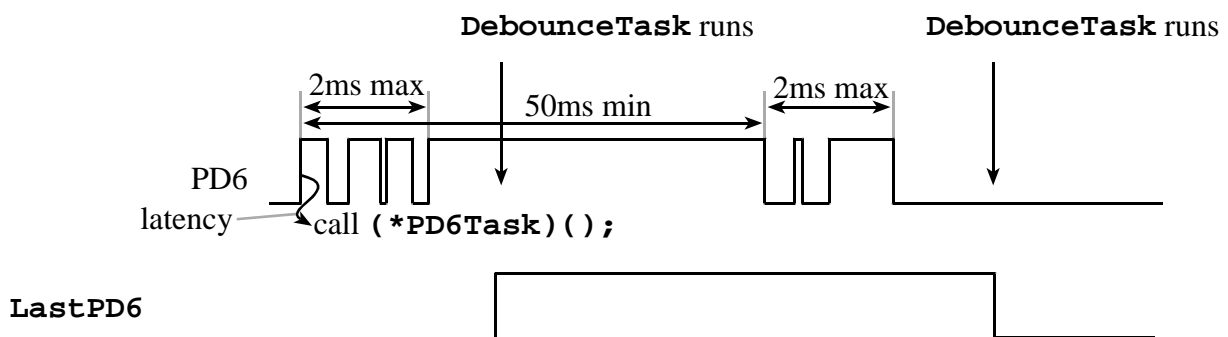 DebounceTask runs
DebounceTask runs
2ms max
2ms max
50ms min
PD6
latency
call (*PD6Task)();
LastPD6